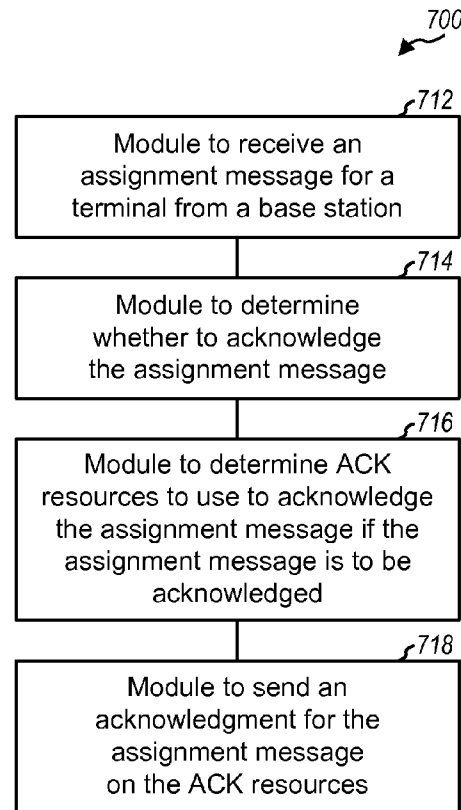 700
712
Module to receive an
assignment message for a
terminal from a base station
714
Module to determine
whether to acknowledge
the assignment message
716
Module to determine ACK
resources to use to acknowledge
the assignment message if the
assignment message is to be
acknowledged
718
Module to send an
acknowledgment for the
assignment message
on the ACK resources